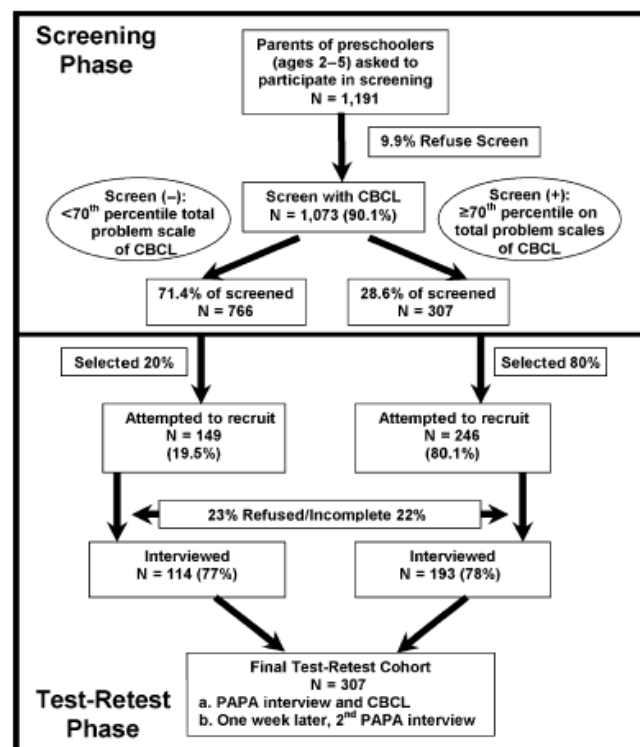 Screening
Phase
Parents of preschoolers
(ages 2–5) asked to
participate in screening
N = 1,191
9.9% Refuse Screen
Screen (–):
<70th percentile total
problem scale
of CBCL
Screen with CBCL
N = 1,073 (90.1%)
Screen (+):
≥70th percentile on
total problem scales
of CBCL
71.4% of screened
N = 766
28.6% of screened
N = 307
Selected 20%
Selected 80%
Attempted to recruit
N = 149
(19.5%)
Attempted to recruit
N = 246
(80.1%)
23% Refused/Incomplete 22%
Interviewed
N = 114 (77%)
Interviewed
N = 193 (78%)
Final Test-Retest Cohort
N = 307
a. PAPA interview and CBCL
b. One week later, 2nd PAPA interview
Test-Retest
Phase